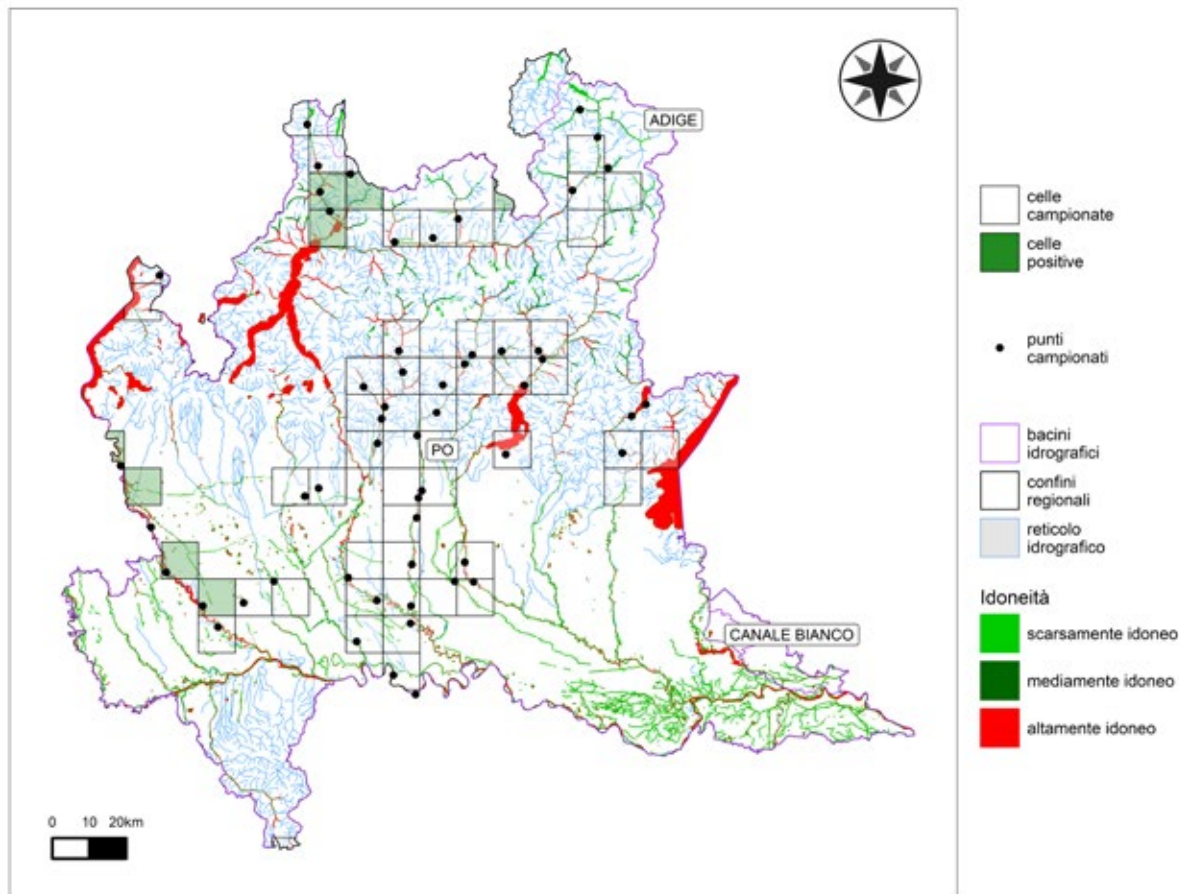 ADIGE
PO
CANALE BIANCO
0 10 20km
celle
campionate
celle
positive
punti
campionati
bacini
idrografici
confini
regionali
reticolo
idrografico
Idoneità
scarsamente idoneo
mediamente idoneo
altamente idoneo